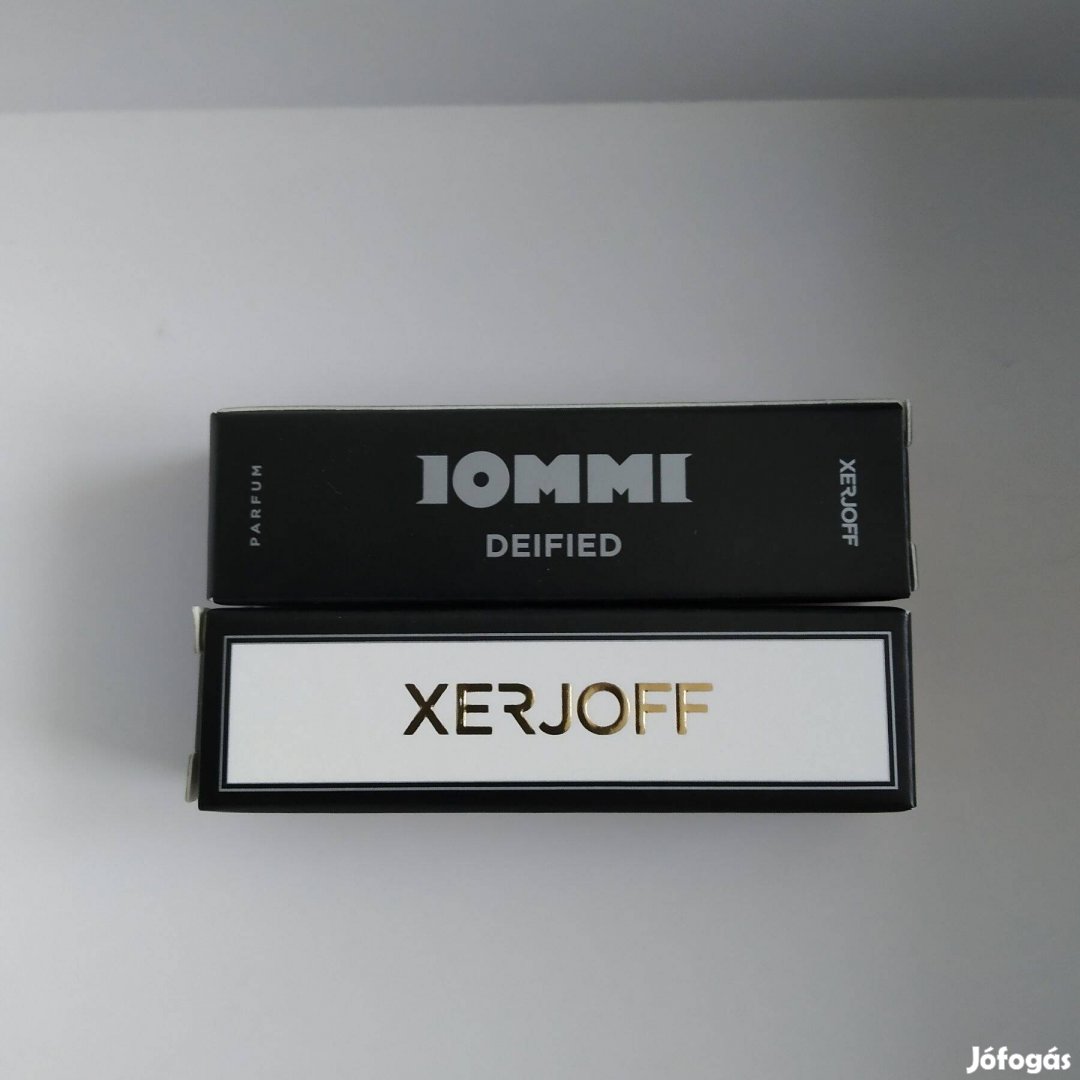 PARFUM
IOMMI
DEIFIED
XERJOFF
XERJOFF
Jófogás